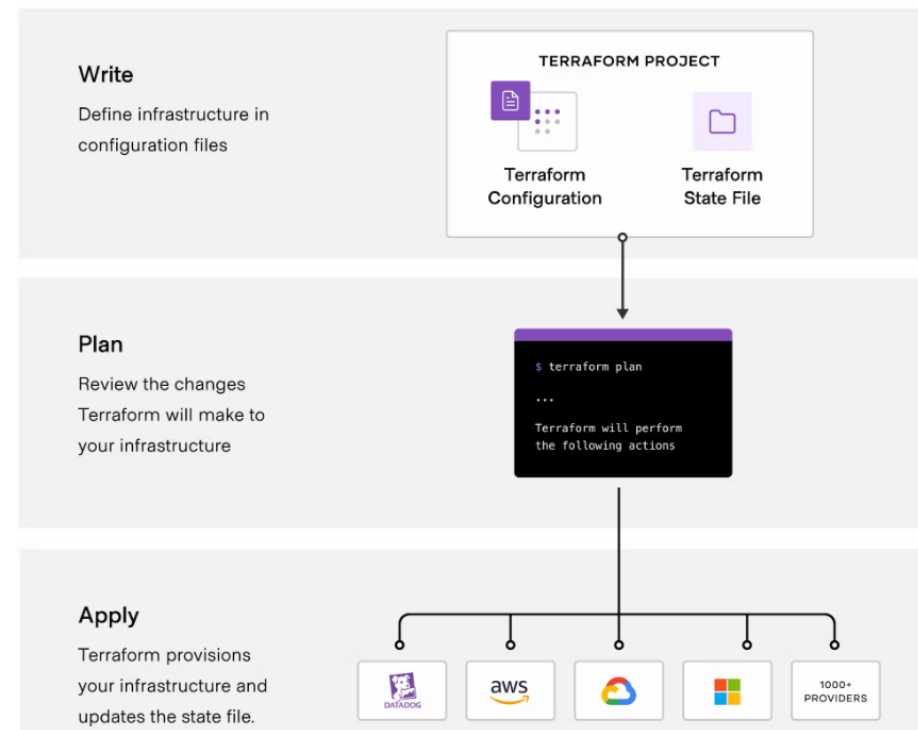 Write
Define infrastructure in
configuration files
TERRAFORM PROJECT
Terraform
Configuration
Terraform
State File
Plan
Review the changes
Terraform will make to
your infrastructure
$ terraform plan
...
Terraform will perform
the following actions
Apply
Terraform provisions
your infrastructure and
updates the state file.
DATADOG
aws
1000+
PROVIDERS